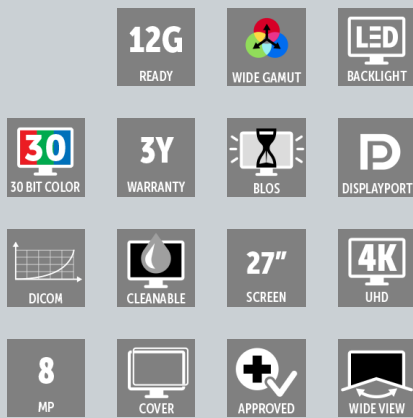 12G
READY
WIDE GAMUT
LED
BACKLIGHT
30
30 BIT COLOR
3Y
WARRANTY
BLOS
DISPLAYPORT
DICOM
CLEANABLE
27"
SCREEN
4K
UHD
8
MP
COVER
APPROVED
WIDE VIEW